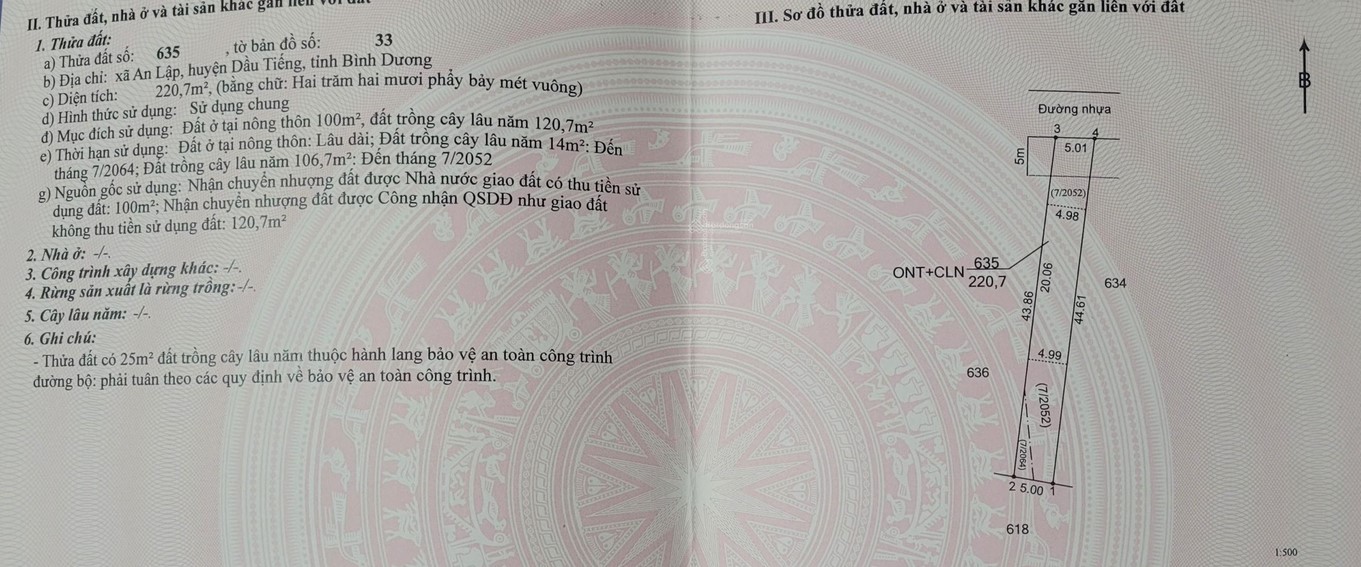 II. Thửa đất, nhà ở và tài sản khác gắn liền với đất
1. Thửa đất:
a) Thửa đất số: 635 , tờ bản đồ số: 33
b) Địa chỉ: xã An Lập, huyện Dầu Tiếng, tỉnh Bình Dương
c) Diện tích: 220,7m², (bằng chữ: Hai trăm hai mươi phẩy bảy mét vuông)
d) Hình thức sử dụng: Sử dụng chung
đ) Mục đích sử dụng: Đất ở tại nông thôn 100m², đất trồng cây lâu năm 120,7m²
e) Thời hạn sử dụng: Đất ở tại nông thôn: Lâu dài; Đất trồng cây lâu năm 14m²: Đến
tháng 7/2064; Đất trồng cây lâu năm 106,7m²: Đến tháng 7/2052
g) Nguồn gốc sử dụng: Nhận chuyển nhượng đất được Nhà nước giao đất có thu tiền sử
dụng đất: 100m²; Nhận chuyển nhượng đất được Công nhận QSDĐ như giao đất
không thu tiền sử dụng đất: 120,7m²
2. Nhà ở: -/-.
3. Công trình xây dựng khác: -/-.
4. Rừng sản xuất là rừng trồng: -/-.
5. Cây lâu năm: -/-.
6. Ghi chú:
- Thửa đất có 25m² đất trồng cây lâu năm thuộc hành lang bảo vệ an toàn công trình
đường bộ: phải tuân theo các quy định về bảo vệ an toàn công trình.
III. Sơ đồ thửa đất, nhà ở và tài sản khác gắn liền với đất
B
Đường nhựa
3 4
5m
5.01
(7/2052)
4.98
ONT+CLN 635
220,7
20.06
43.86
44.61
634
4.99
636
(7/2052)
(7/2064)
2 5.00 1
618
1:500